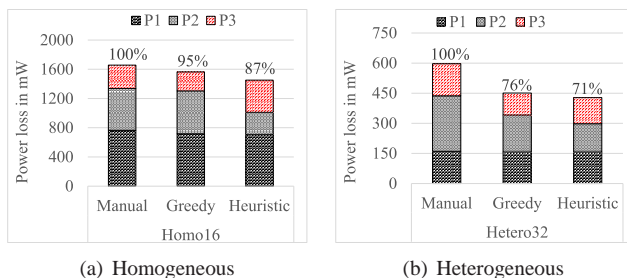 P1 P2 P3
2000
1600
1200
800
400
0
Power loss in mW
100%
95%
87%
Manual Greedy Heuristic
Homo16
(a) Homogeneous
P1 P2 P3
750
600
450
300
150
0
Power loss in mW
100%
76%
71%
Manual Greedy Heuristic
Hetero32
(b) Heterogeneous